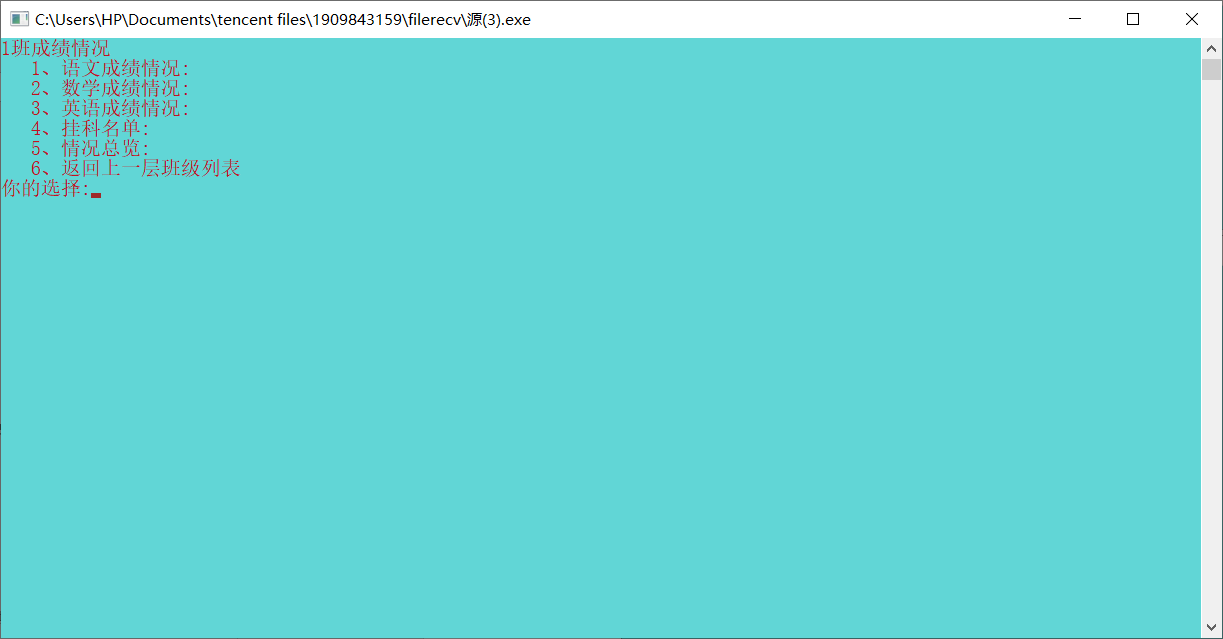 C:\Users\HP\Documents\tencent files\1909843159\filerecv\源(3).exe
1班成绩情况
1、语文成绩情况:
2、数学成绩情况:
3、英语成绩情况:
4、挂科名单:
5、情况总览:
6、返回上一层班级列表
你的选择: